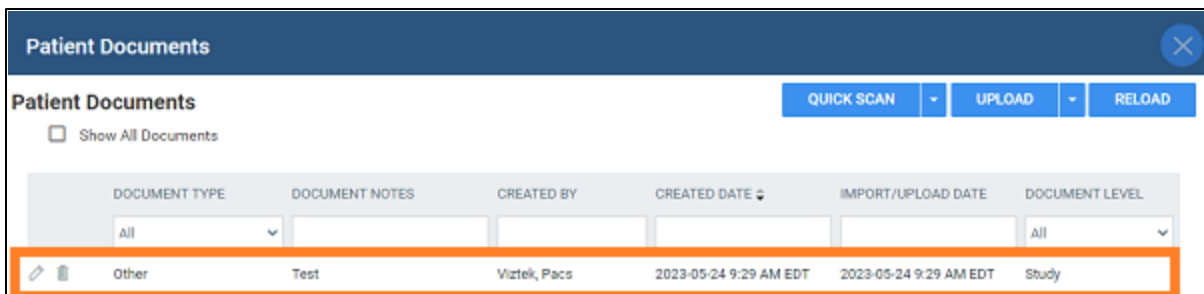 Patient Documents
Patient Documents
QUICK SCAN UPLOAD RELOAD
Show All Documents
DOCUMENT TYPE DOCUMENT NOTES CREATED BY CREATED DATE IMPORT/UPLOAD DATE DOCUMENT LEVEL
All All
Other Test Viztek, Pacs 2023-05-24 9:29 AM EDT 2023-05-24 9:29 AM EDT Study